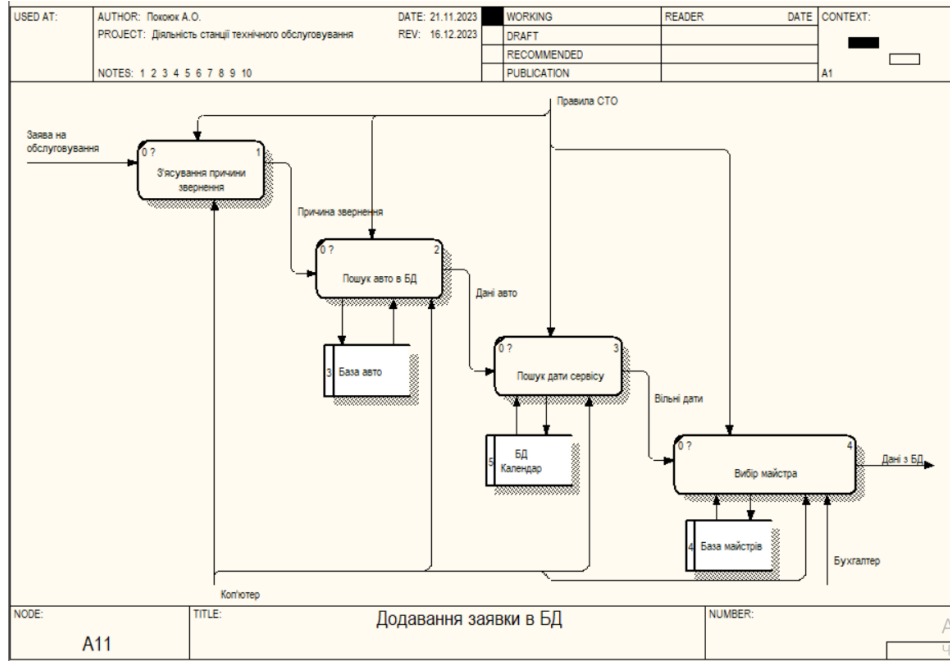 USED AT:
AUTHOR: Покоюк А.О.
DATE: 21.11.2023
WORKING
READER
DATE
CONTEXT:
PROJECT: Діяльність станції технічного обслуговування
REV: 16.12.2023
DRAFT
RECOMMENDED
NOTES: 1 2 3 4 5 6 7 8 9 10
PUBLICATION
A1
Правила СТО
Заява на
обслуговування
0 ?
1
З'ясування причини
звернення
Причина звернення
0 ?
2
Пошук авто в БД
Дані авто
3
База авто
0 ?
3
Пошук дати сервісу
Вільні дати
5
БД
Календар
0 ?
4
Вибір майстра
Дані з БД
4
База майстрів
Бухгалтер
Коп'ютер
NODE:
TITLE:
Додавання заявки в БД
NUMBER:
A11